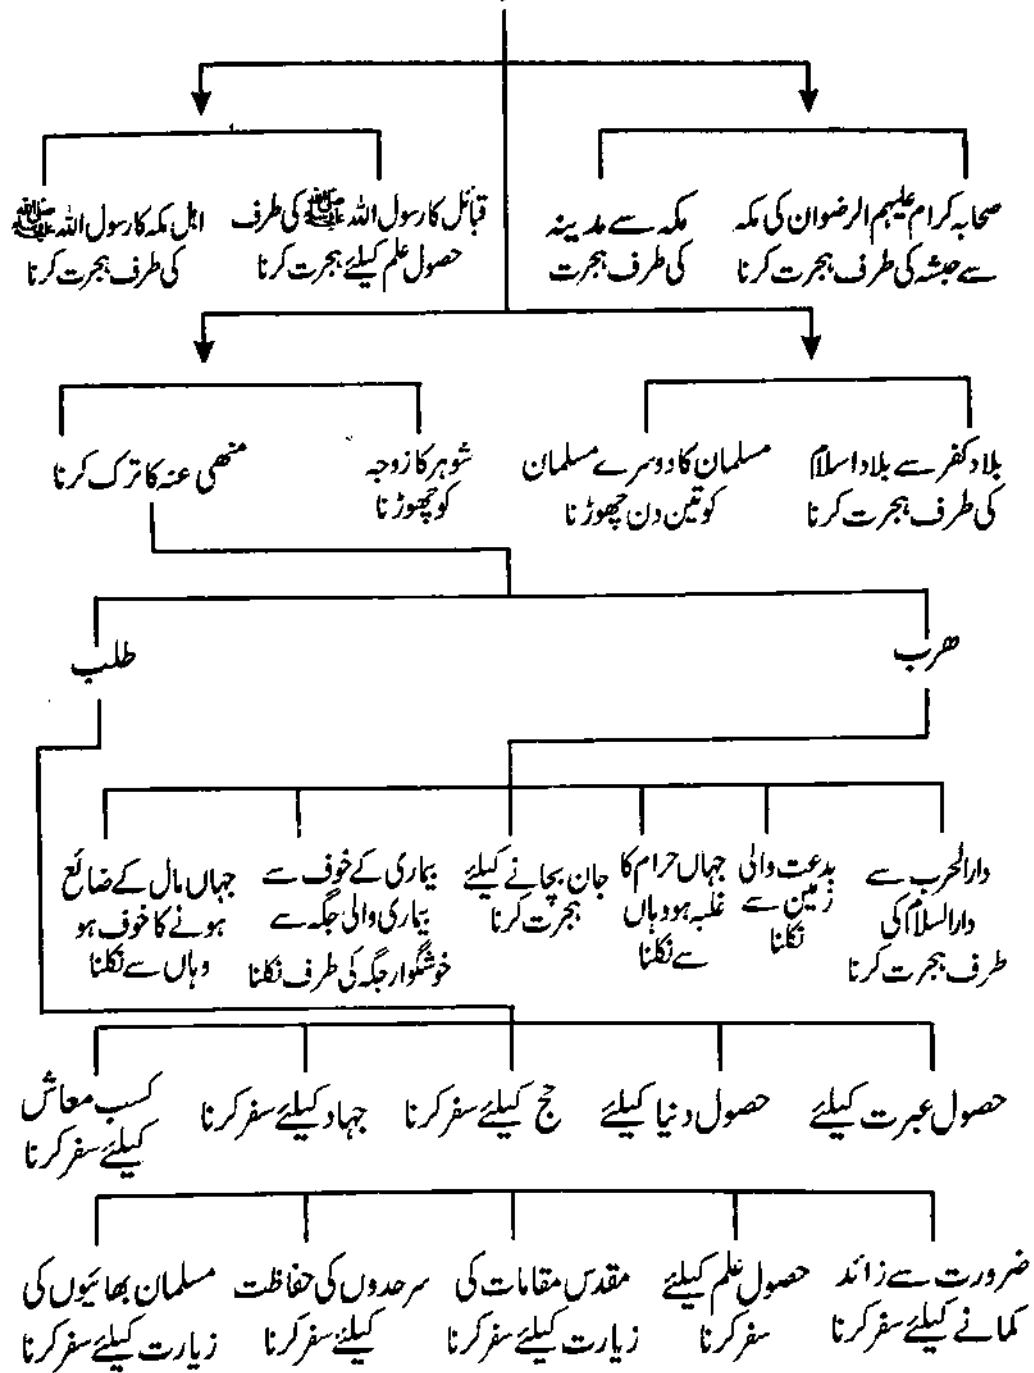 صحابہ کرام علیہم الرضوان کی مکہ
سے حبشہ کی طرف ہجرت کرنا
مکہ سے مدینہ
کی طرف ہجرت
قبائل کا رسول اللہ ﷺ کی طرف
حصول علم کیلئے ہجرت کرنا
اہل مکہ کا رسول اللہ ﷺ
کی طرف ہجرت کرنا
بلاد کفر سے بلاد اسلام
کی طرف ہجرت کرنا
مسلمان کا دوسرے مسلمان
کو تین دن چھوڑنا
شوہر کا زوجہ
کو چھوڑنا
منھی عنہ کا ترک کرنا
ھرب
طلب
دارالحرب سے
دارالسلام کی
طرف ہجرت کرنا
بدعت والی
زمین سے
نکلنا
جہاں حرام کا
غلبہ ہو وہاں
سے نکلنا
جان بچانے کیلئے
ہجرت کرنا
بیماری کے خوف سے
بیماری والی جگہ سے
خوشگوار جگہ کی طرف نکلنا
جہاں مال کے ضائع
ہونے کا خوف ہو
وہاں سے نکلنا
حصول عبرت کیلئے
حصول دنیا کیلئے
حج کیلئے سفر کرنا
جہاد کیلئے سفر کرنا
کسب معاش
کیلئے سفر کرنا
ضرورت سے زائد
کمانے کیلئے سفر کرنا
حصول علم کیلئے
سفر کرنا
مقدس مقامات کی
زیارت کیلئے سفر کرنا
سرحدوں کی حفاظت
کیلئے سفر کرنا
مسلمان بھائیوں کی
زیارت کیلئے سفر کرنا